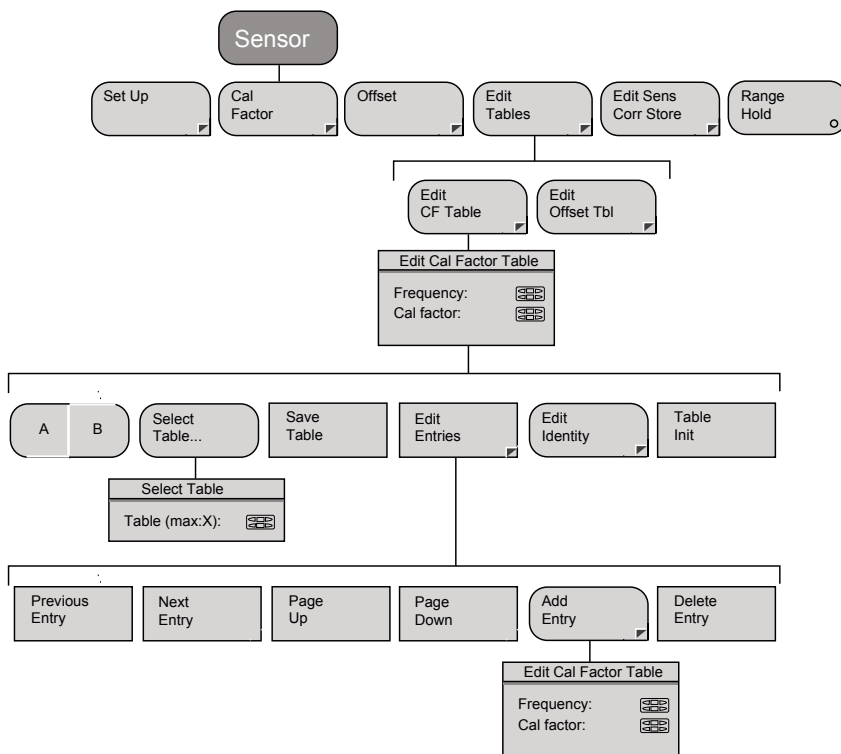 Sensor
Set Up
Cal
Factor
Offset
Edit
Tables
Edit Sens
Corr Store
Range
Hold
Edit
CF Table
Edit
Offset Tbl
Edit Cal Factor Table
Frequency:
Cal factor:
A
B
Select
Table...
Save
Table
Edit
Entries
Edit
Identity
Table
Init
Select Table
Table (max:X):
Previous
Entry
Next
Entry
Page
Up
Page
Down
Add
Entry
Delete
Entry
Edit Cal Factor Table
Frequency:
Cal factor: